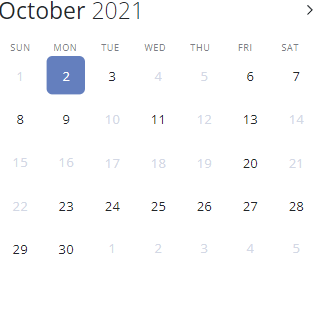 October 2021
SUN MON TUE WED THU FRI SAT
1 2 3 4 5 6 7
8 9 10 11 12 13 14
15 16 17 18 19 20 21
22 23 24 25 26 27 28
29 30 1 2 3 4 5